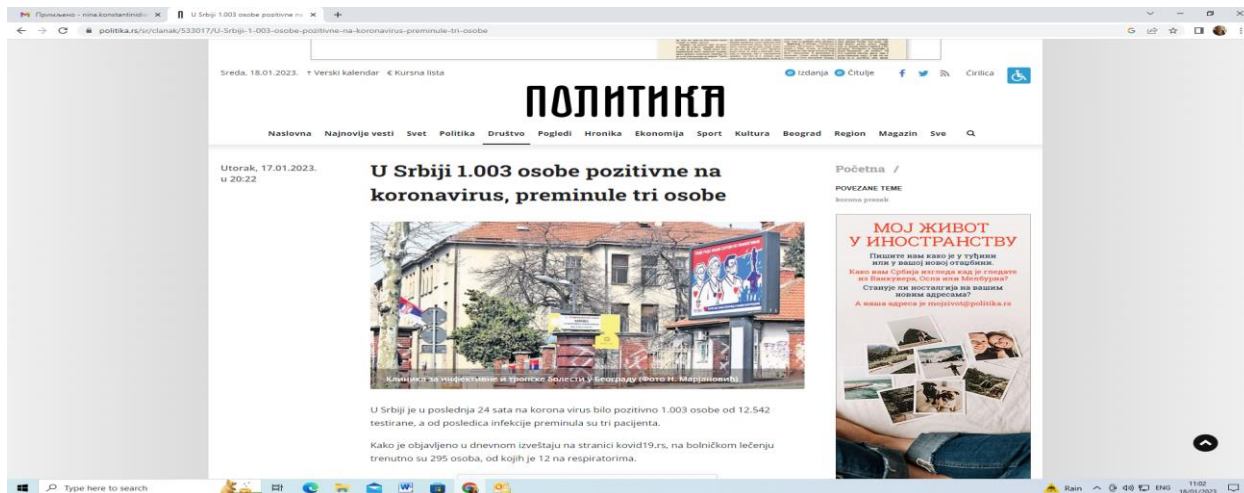 Примљено - nina.konstantinidi
U Srbiji 1.003 osobe pozitivne na
politika.rs/sr/clanak/533017/U-Srbiji-1-003-osobe-pozitivne-na-koronavirus-preminule-tri-osobe
Sreda, 18.01.2023. † Verski kalendar € Kursna lista
Izdanja Čitulje Ćirilica
ПОЛИТИКА
Naslovna Najnovije vesti Svet Politika Društvo Pogledi Hronika Ekonomija Sport Kultura Beograd Region Magazin Sve
Utorak, 17.01.2023.
u 20:22
U Srbiji 1.003 osobe pozitivne na
koronavirus, preminule tri osobe
Клиника за инфективне и тропске болести у Београду (Фото Н. Марјановић)
U Srbiji je u poslednja 24 sata na korona virus bilo pozitivno 1.003 osobe od 12.542
testirane, a od posledica infekcije preminula su tri pacijenta.
Kako je objavljeno u dnevnom izveštaju na stranici kovid19.rs, na bolničkom lečenju
trenutno su 295 osoba, od kojih je 12 na respiratorima.
Početna /
POVEZANE TEME
korona presek
МОЈ ЖИВОТ
У ИНОСТРАНСТВУ
Пишите нам како је у туђини
или у вашој новој отаџбини.
Како вам Србија изгледа кад је гледате
из Ванкувера, Осла или Мелбурна?
Станује ли носталгија на вашим
новим адресама?
А наша адреса је mojzivot@politika.rs
Type here to search
Rain ENG 11:02
18/01/2023